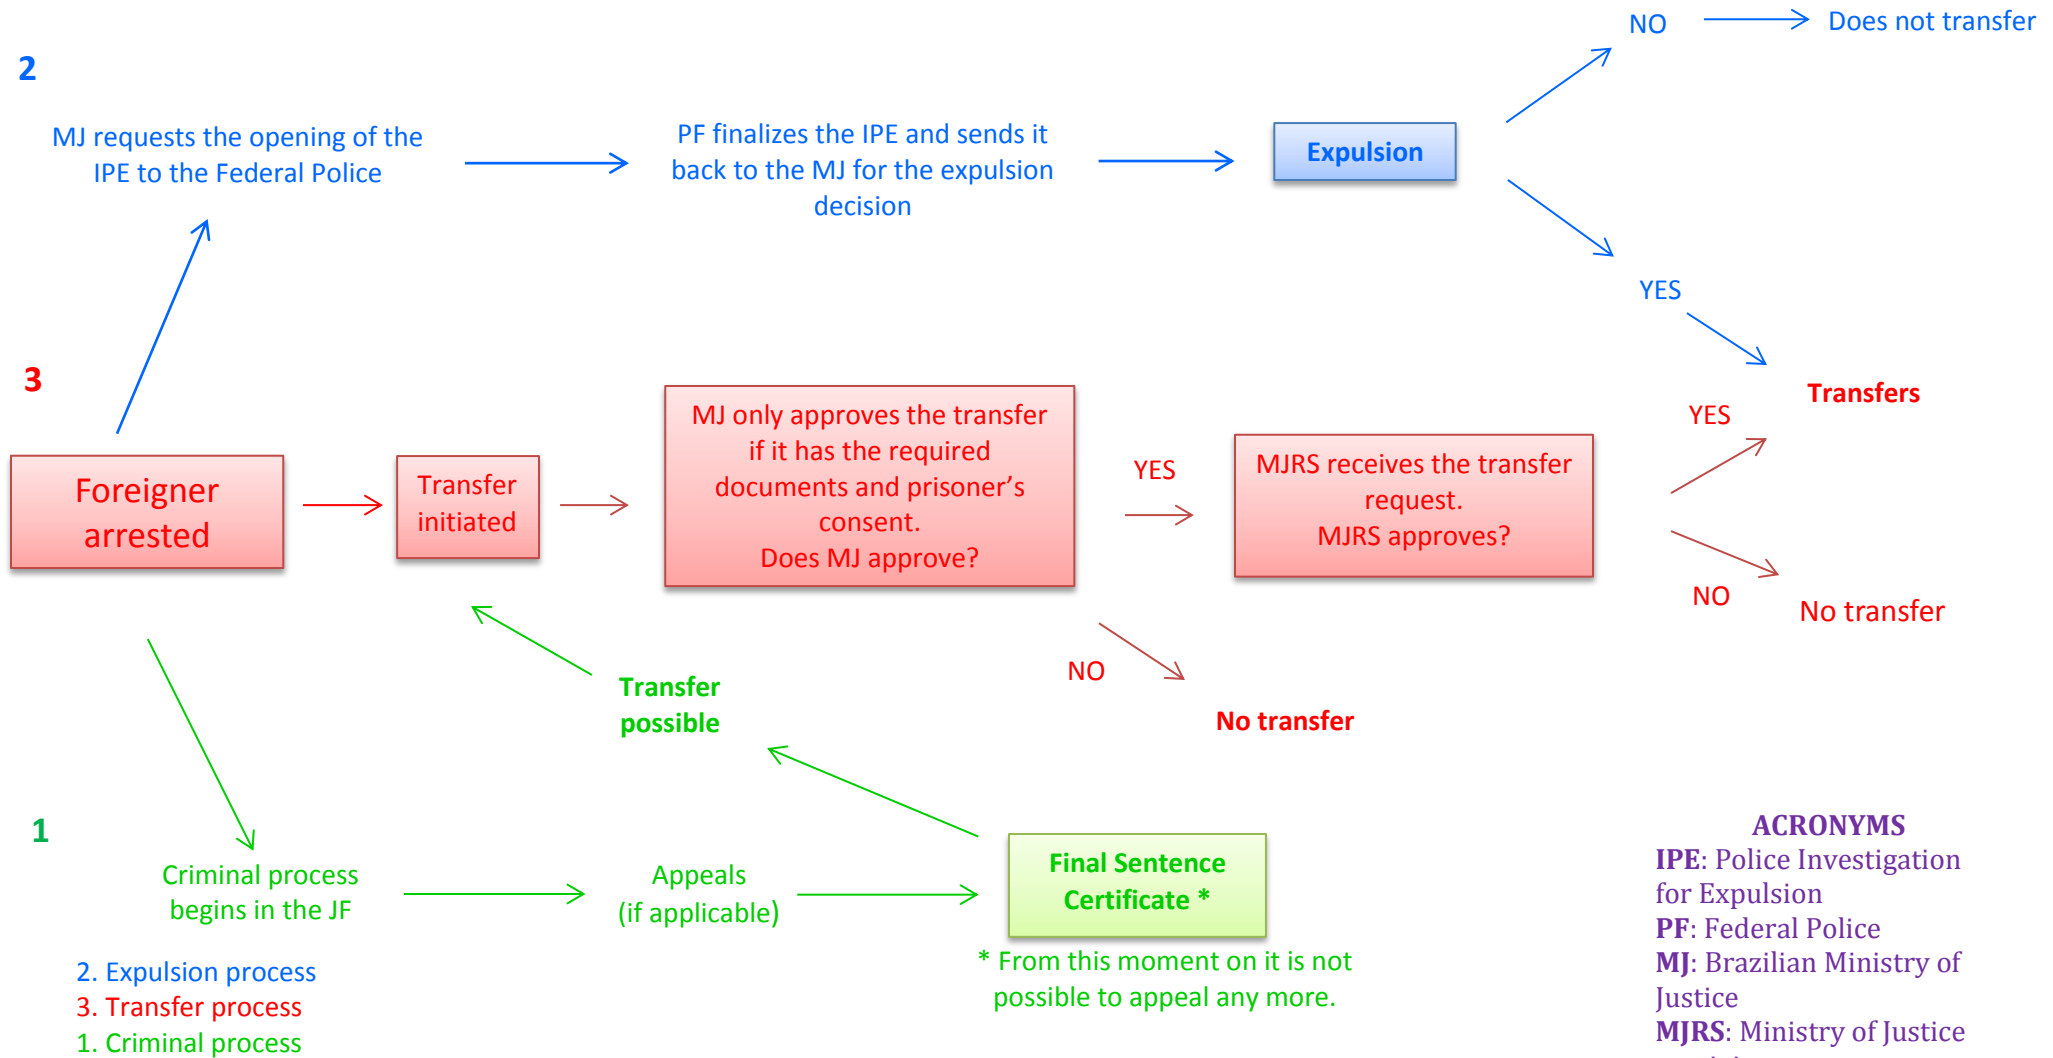 NO
Does not transfer
2
MJ requests the opening of the
IPE to the Federal Police
PF finalizes the IPE and sends it
back to the MJ for the expulsion
decision
Expulsion
YES
3
Transfers
Foreigner
arrested
Transfer
initiated
MJ only approves the transfer
if it has the required
documents and prisoner’s
consent.
Does MJ approve?
YES
MJRS receives the transfer
request.
MJRS approves?
YES
NO
No transfer
NO
No transfer
Transfer
possible
1
Criminal process
begins in the JF
Appeals
(if applicable)
Final Sentence
Certificate *
* From this moment on it is not
possible to appeal any more.
2. Expulsion process
3. Transfer process
1. Criminal process
ACRONYMS
IPE: Police Investigation
for Expulsion
PF: Federal Police
MJ: Brazilian Ministry of
Justice
MJRS: Ministry of Justice